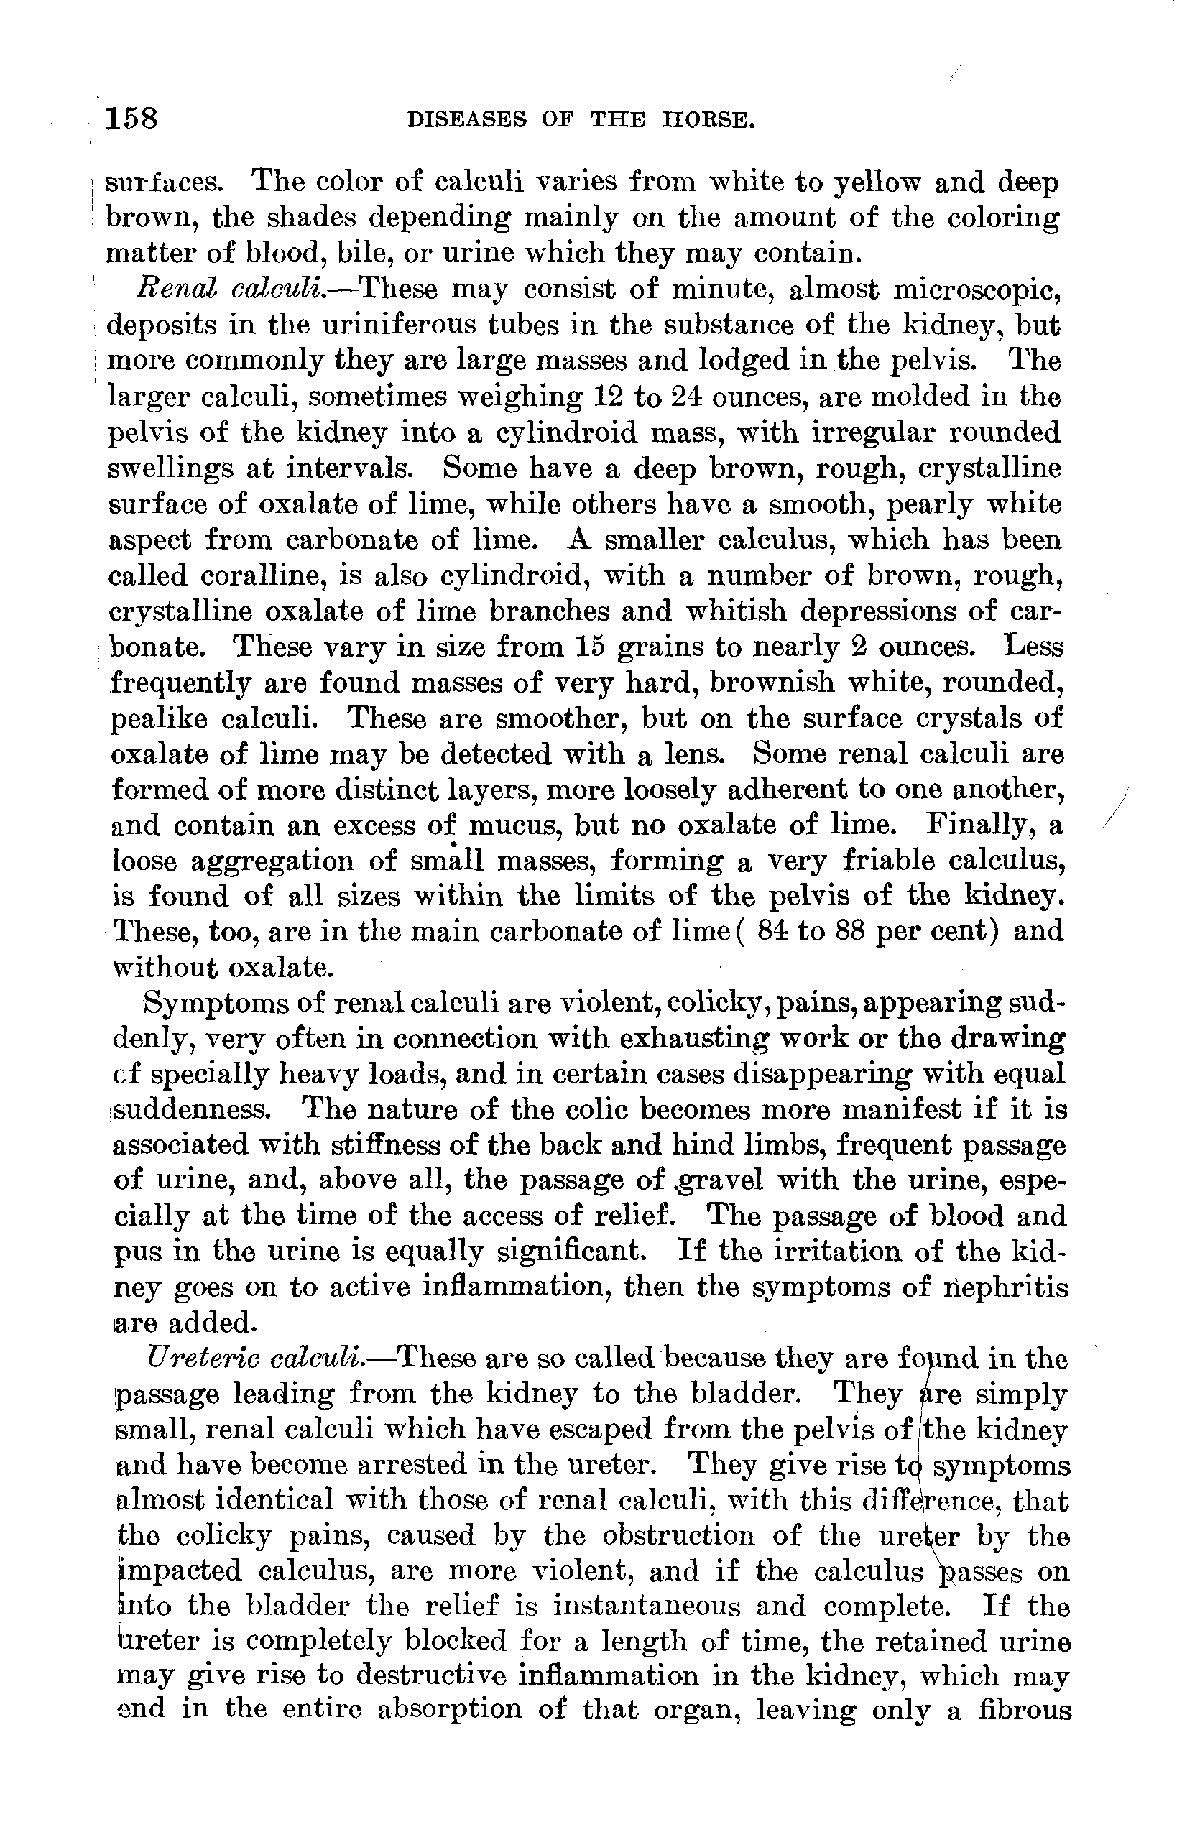 158 DISEASES OF THE HORSE.
surfaces. The color of calculi varies from white to yellow and deep
brown, the shades depending mainly on the amount of the coloring
matter of blood, bile, or urine which they may contain.
Renal calculi.—These may consist of minute, almost microscopic,
deposits in the uriniferous tubes in the substance of the kidney, but
more commonly they are large masses and lodged in the pelvis. The
larger calculi, sometimes weighing 12 to 24 ounces, are molded in the
pelvis of the kidney into a cylindroid mass, with irregular rounded
swellings at intervals. Some have a deep brown, rough, crystalline
surface of oxalate of lime, while others have a smooth, pearly white
aspect from carbonate of lime. A smaller calculus, which has been
called coralline, is also cylindroid, with a number of brown, rough,
crystalline oxalate of lime branches and whitish depressions of car-
bonate. These vary in size from 15 grains to nearly 2 ounces. Less
frequently are found masses of very hard, brownish white, rounded,
pealike calculi. These are smoother, but on the surface crystals of
oxalate of lime may be detected with a lens. Some renal calculi are
formed of more distinct layers, more loosely adherent to one another,
and contain an excess of mucus, but no oxalate of lime. Finally, a
loose aggregation of small masses, forming a very friable calculus,
is found of all sizes within the limits of the pelvis of the kidney.
These, too, are in the main carbonate of lime( 84 to 88 per cent) and
without oxalate.
Symptoms of renal calculi are violent, colicky, pains, appearing sud-
denly, very often in connection with exhausting work or the drawing
of specially heavy loads, and in certain cases disappearing with equal
suddenness. The nature of the colic becomes more manifest if it is
associated with stiffness of the back and hind limbs, frequent passage
of urine, and, above all, the passage of gravel with the urine, espe-
cially at the time of the access of relief. The passage of blood and
pus in the urine is equally significant. If the irritation of the kid-
ney goes on to active inflammation, then the symptoms of nephritis
are added.
Ureteric calculi.—These are so called because they are found in the
passage leading from the kidney to the bladder. They are simply
small, renal calculi which have escaped from the pelvis of the kidney
and have become arrested in the ureter. They give rise to symptoms
almost identical with those of renal calculi, with this difference, that
the colicky pains, caused by the obstruction of the ureter by the
impacted calculus, are more violent, and if the calculus passes on
into the bladder the relief is instantaneous and complete. If the
ureter is completely blocked for a length of time, the retained urine
may give rise to destructive inflammation in the kidney, which may
end in the entire absorption of that organ, leaving only a fibrous